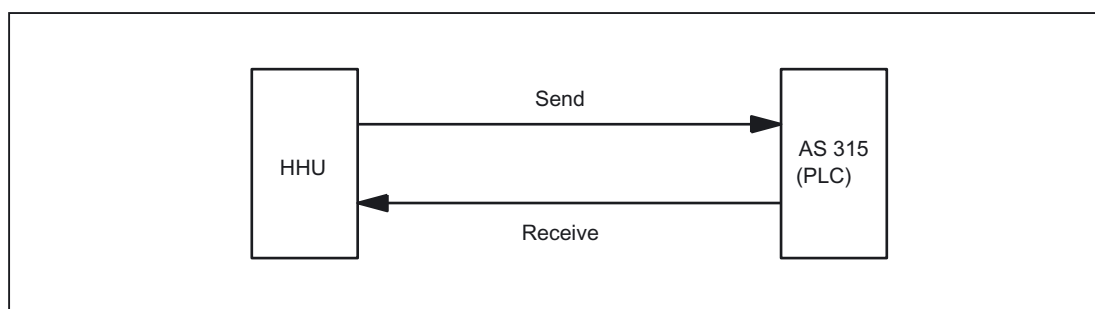 Send
HHU
AS 315
(PLC)
Receive